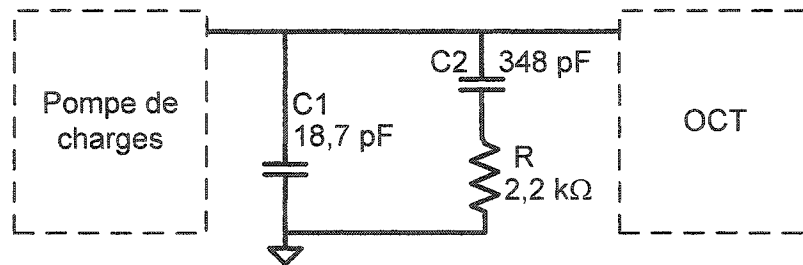 Pompe de
charges
C1
18,7 pF
C2 348 pF
R
2,2 kΩ
OCT